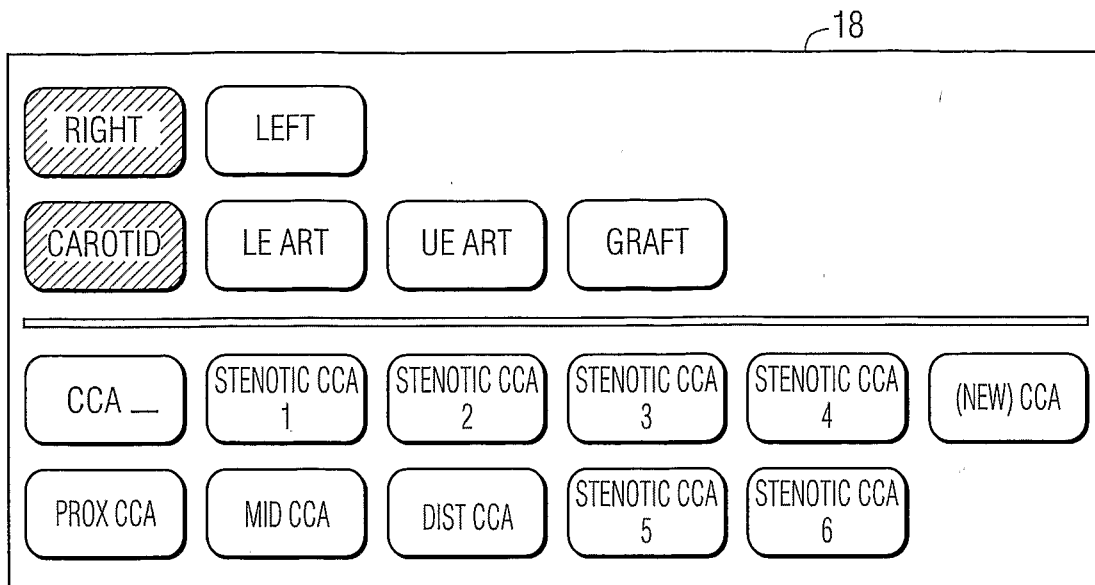 18
RIGHT LEFT
CAROTID LE ART UE ART GRAFT
CCA __ STENOTIC CCA 1 STENOTIC CCA 2 STENOTIC CCA 3 STENOTIC CCA 4 (NEW) CCA
PROX CCA MID CCA DIST CCA STENOTIC CCA 5 STENOTIC CCA 6